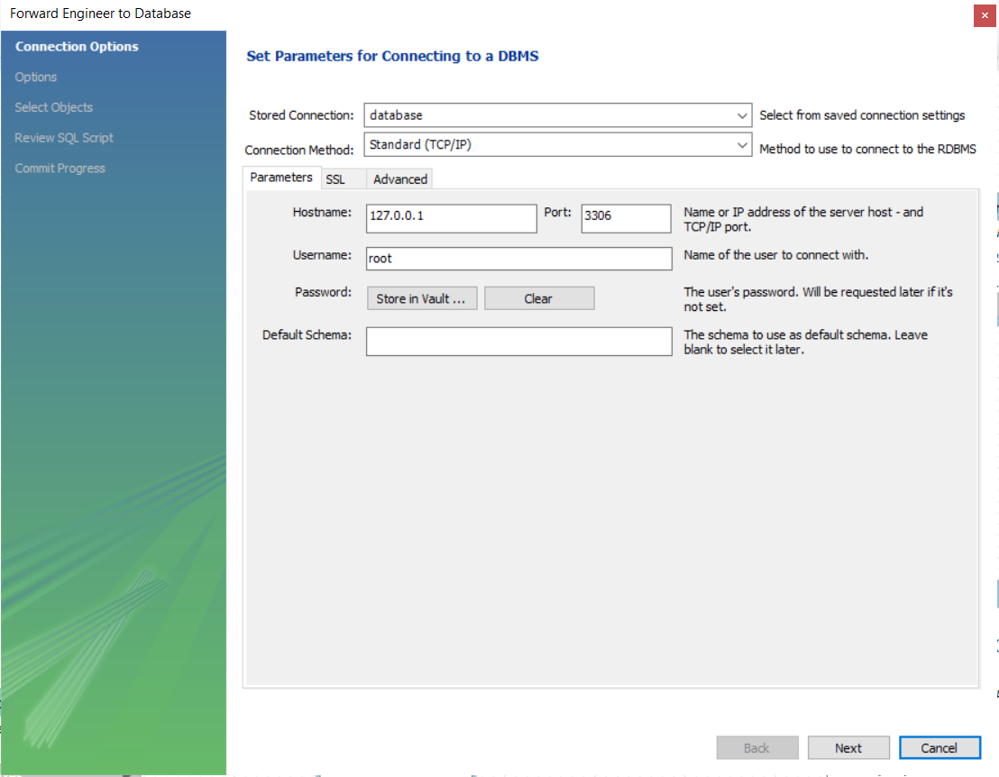 Forward Engineer to Database
Connection Options
Options
Select Objects
Review SQL Script
Commit Progress
Set Parameters for Connecting to a DBMS
Stored Connection: database Select from saved connection settings
Connection Method: Standard (TCP/IP) Method to use to connect to the RDBMS
Parameters SSL Advanced
Hostname: 127.0.0.1 Port: 3306 Name or IP address of the server host - and
TCP/IP port.
Username: root Name of the user to connect with.
Password: Store in Vault ... Clear The user's password. Will be requested later if it's
not set.
Default Schema: The schema to use as default schema. Leave
blank to select it later.
Back Next Cancel